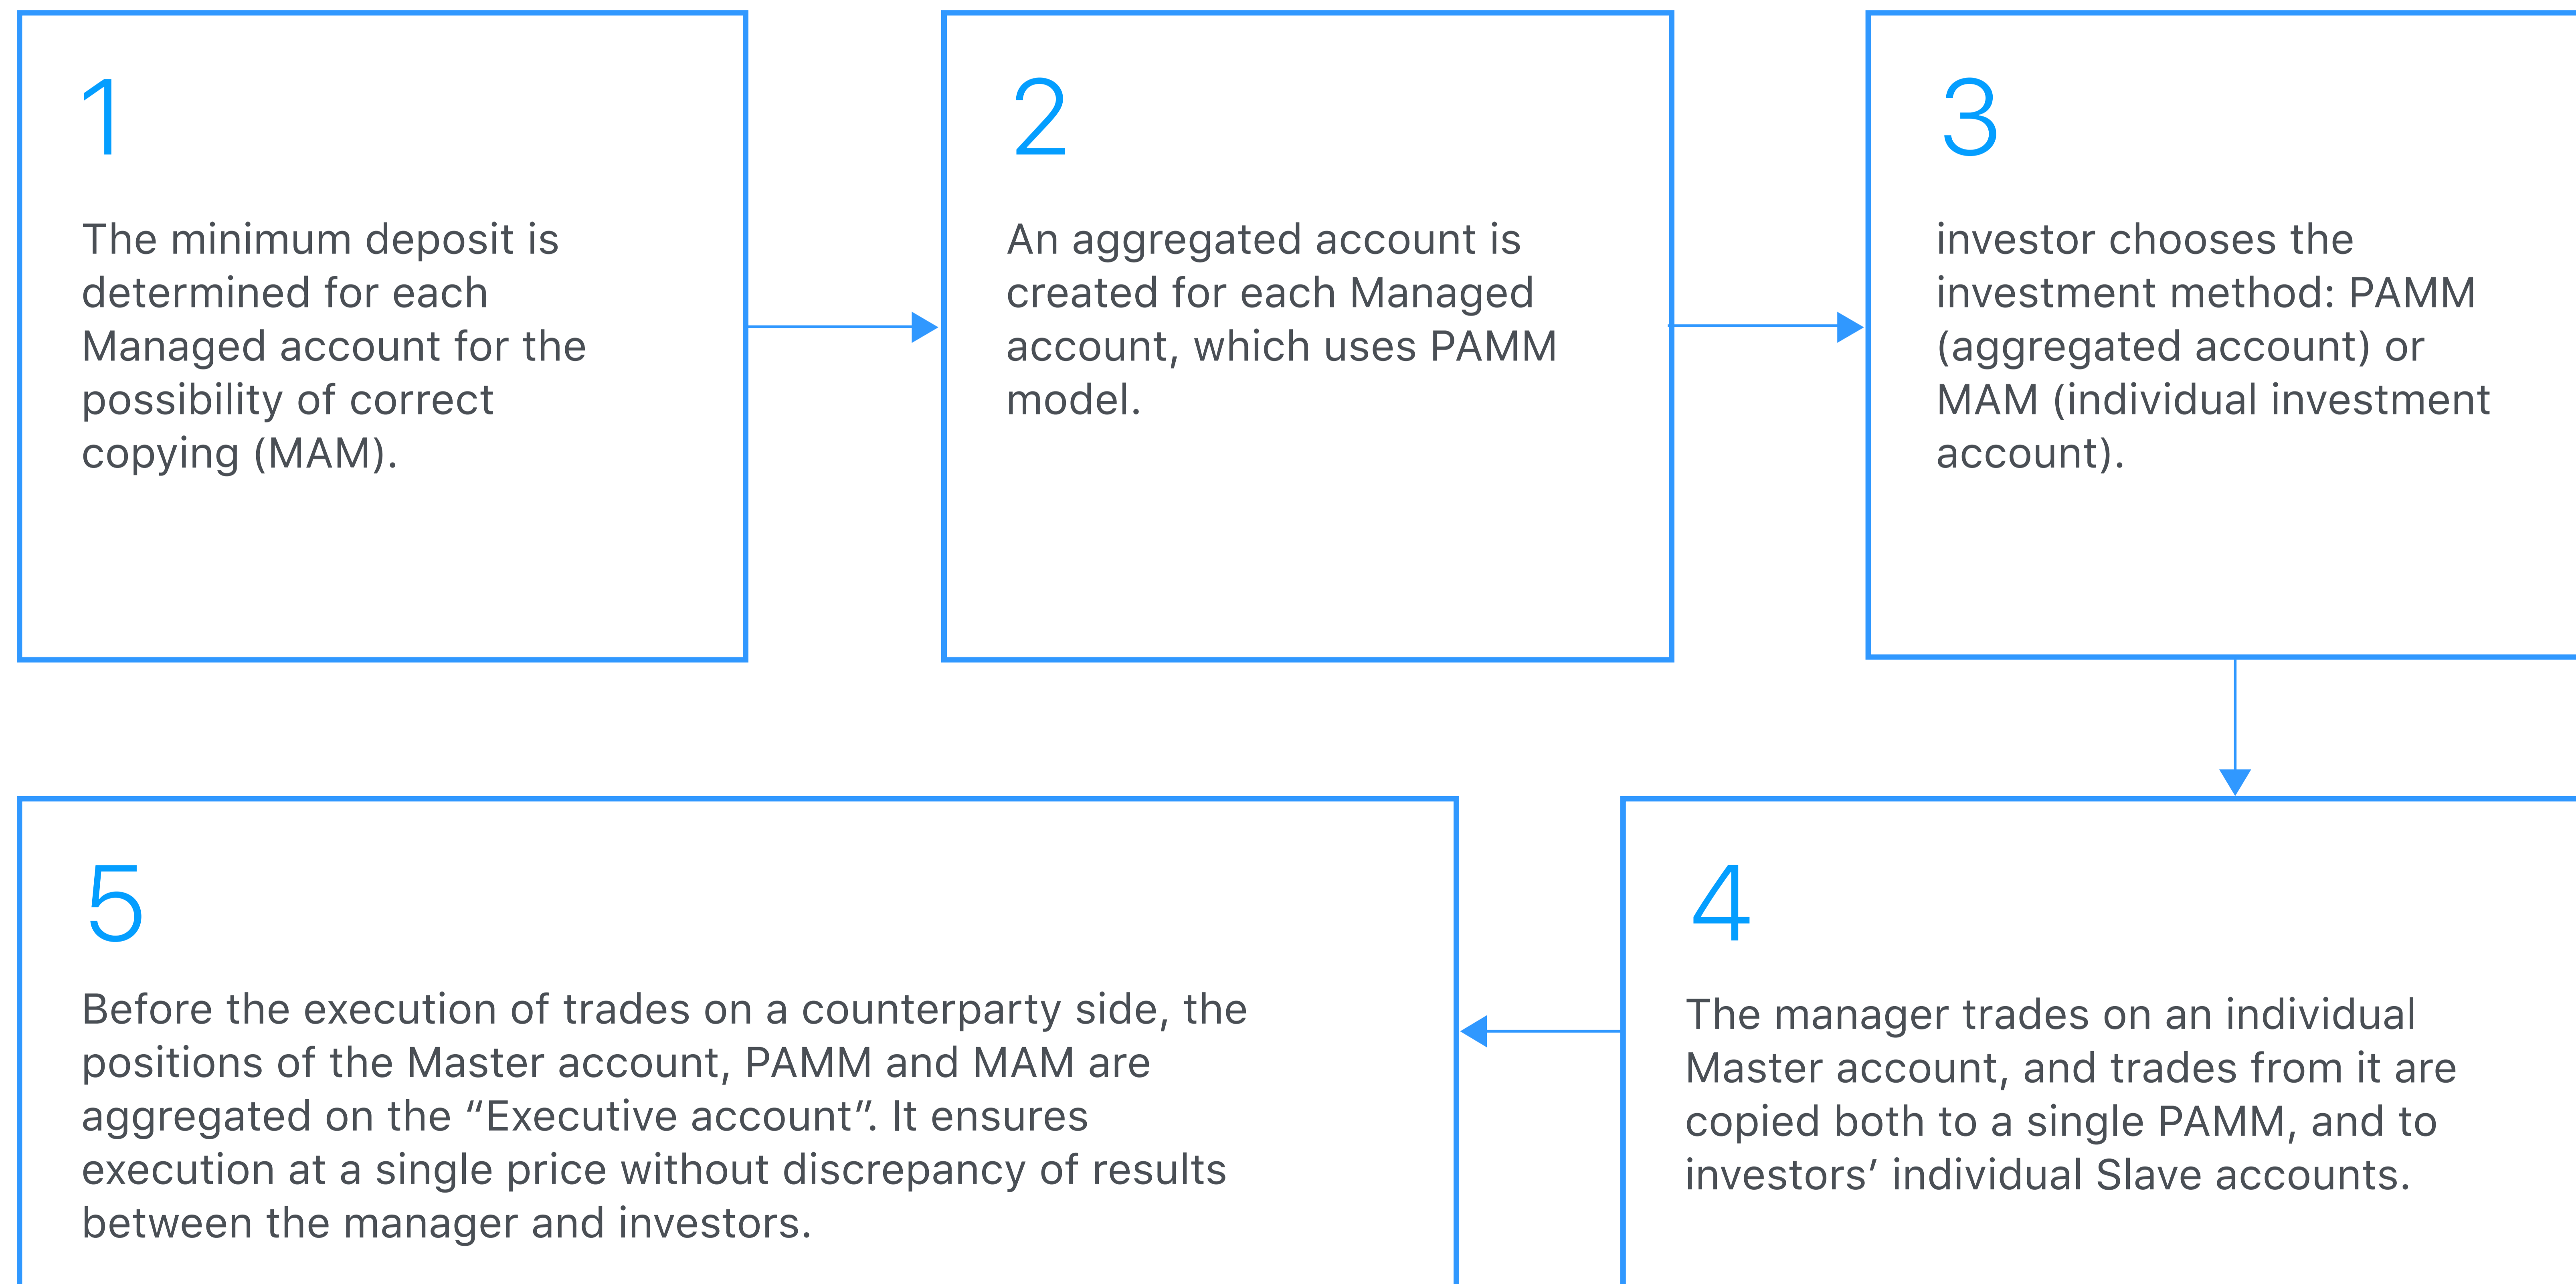 1
The minimum deposit is
determined for each
Managed account for the
possibility of correct
copying (MAM).
2
An aggregated account is
created for each Managed
account, which uses PAMM
model.
3
investor chooses the
investment method: PAMM
(aggregated account) or
MAM (individual investment
account).
4
The manager trades on an individual
Master account, and trades from it are
copied both to a single PAMM, and to
investors’ individual Slave accounts.
5
Before the execution of trades on a counterparty side, the
positions of the Master account, PAMM and MAM are
aggregated on the “Executive account”. It ensures
execution at a single price without discrepancy of results
between the manager and investors.